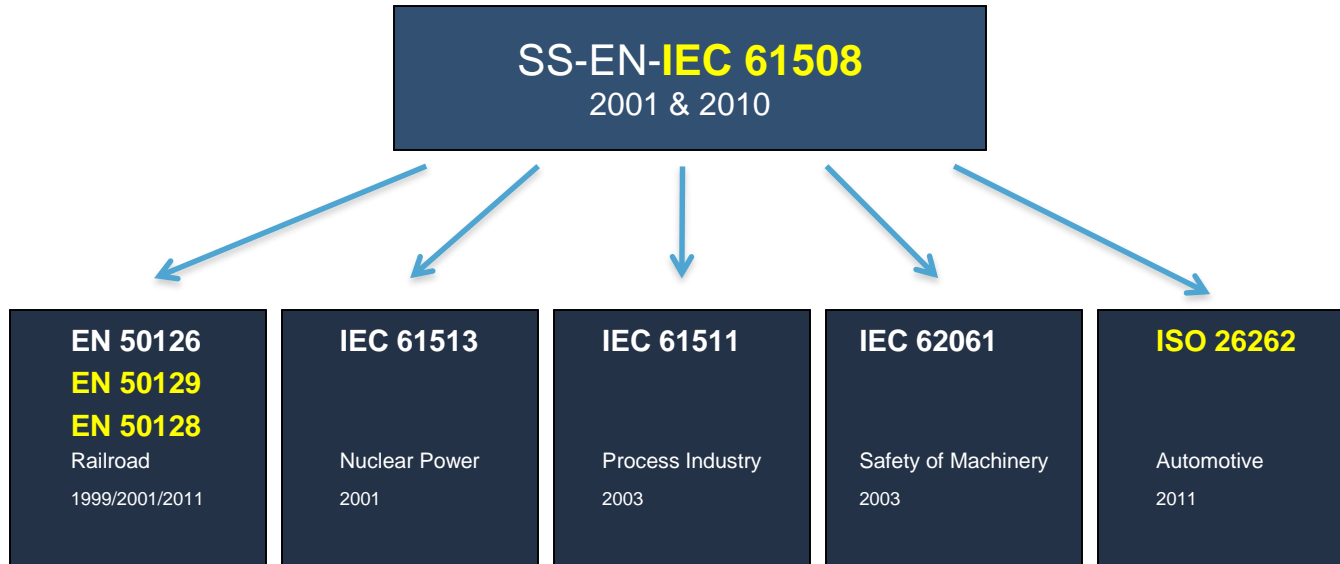 SS-EN-IEC 61508
2001 & 2010
EN 50126
EN 50129
EN 50128
Railroad
1999/2001/2011
IEC 61513
Nuclear Power
2001
IEC 61511
Process Industry
2003
IEC 62061
Safety of Machinery
2003
ISO 26262
Automotive
2011